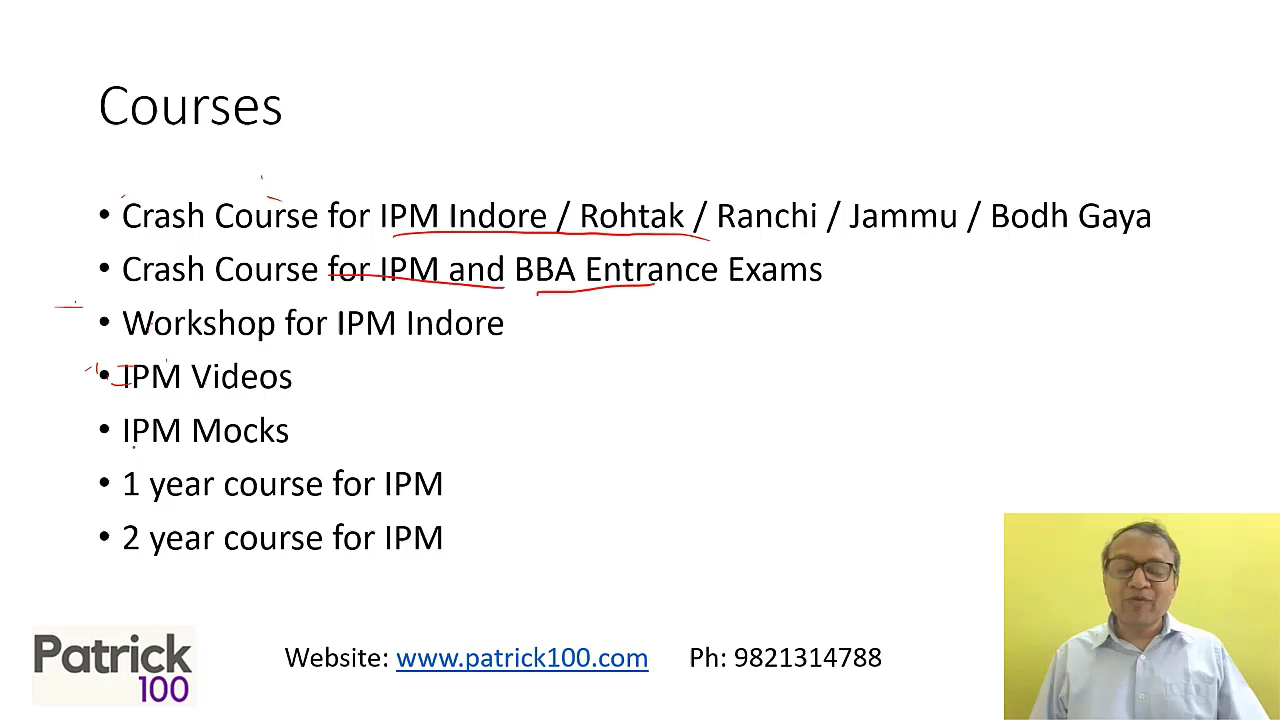 Courses
• Crash Course for IPM Indore / Rohtak / Ranchi / Jammu / Bodh Gaya
• Crash Course for IPM and BBA Entrance Exams
• Workshop for IPM Indore
• IPM Videos
• IPM Mocks
• 1 year course for IPM
• 2 year course for IPM
Patrick
100
Website: www.patrick100.com Ph: 9821314788